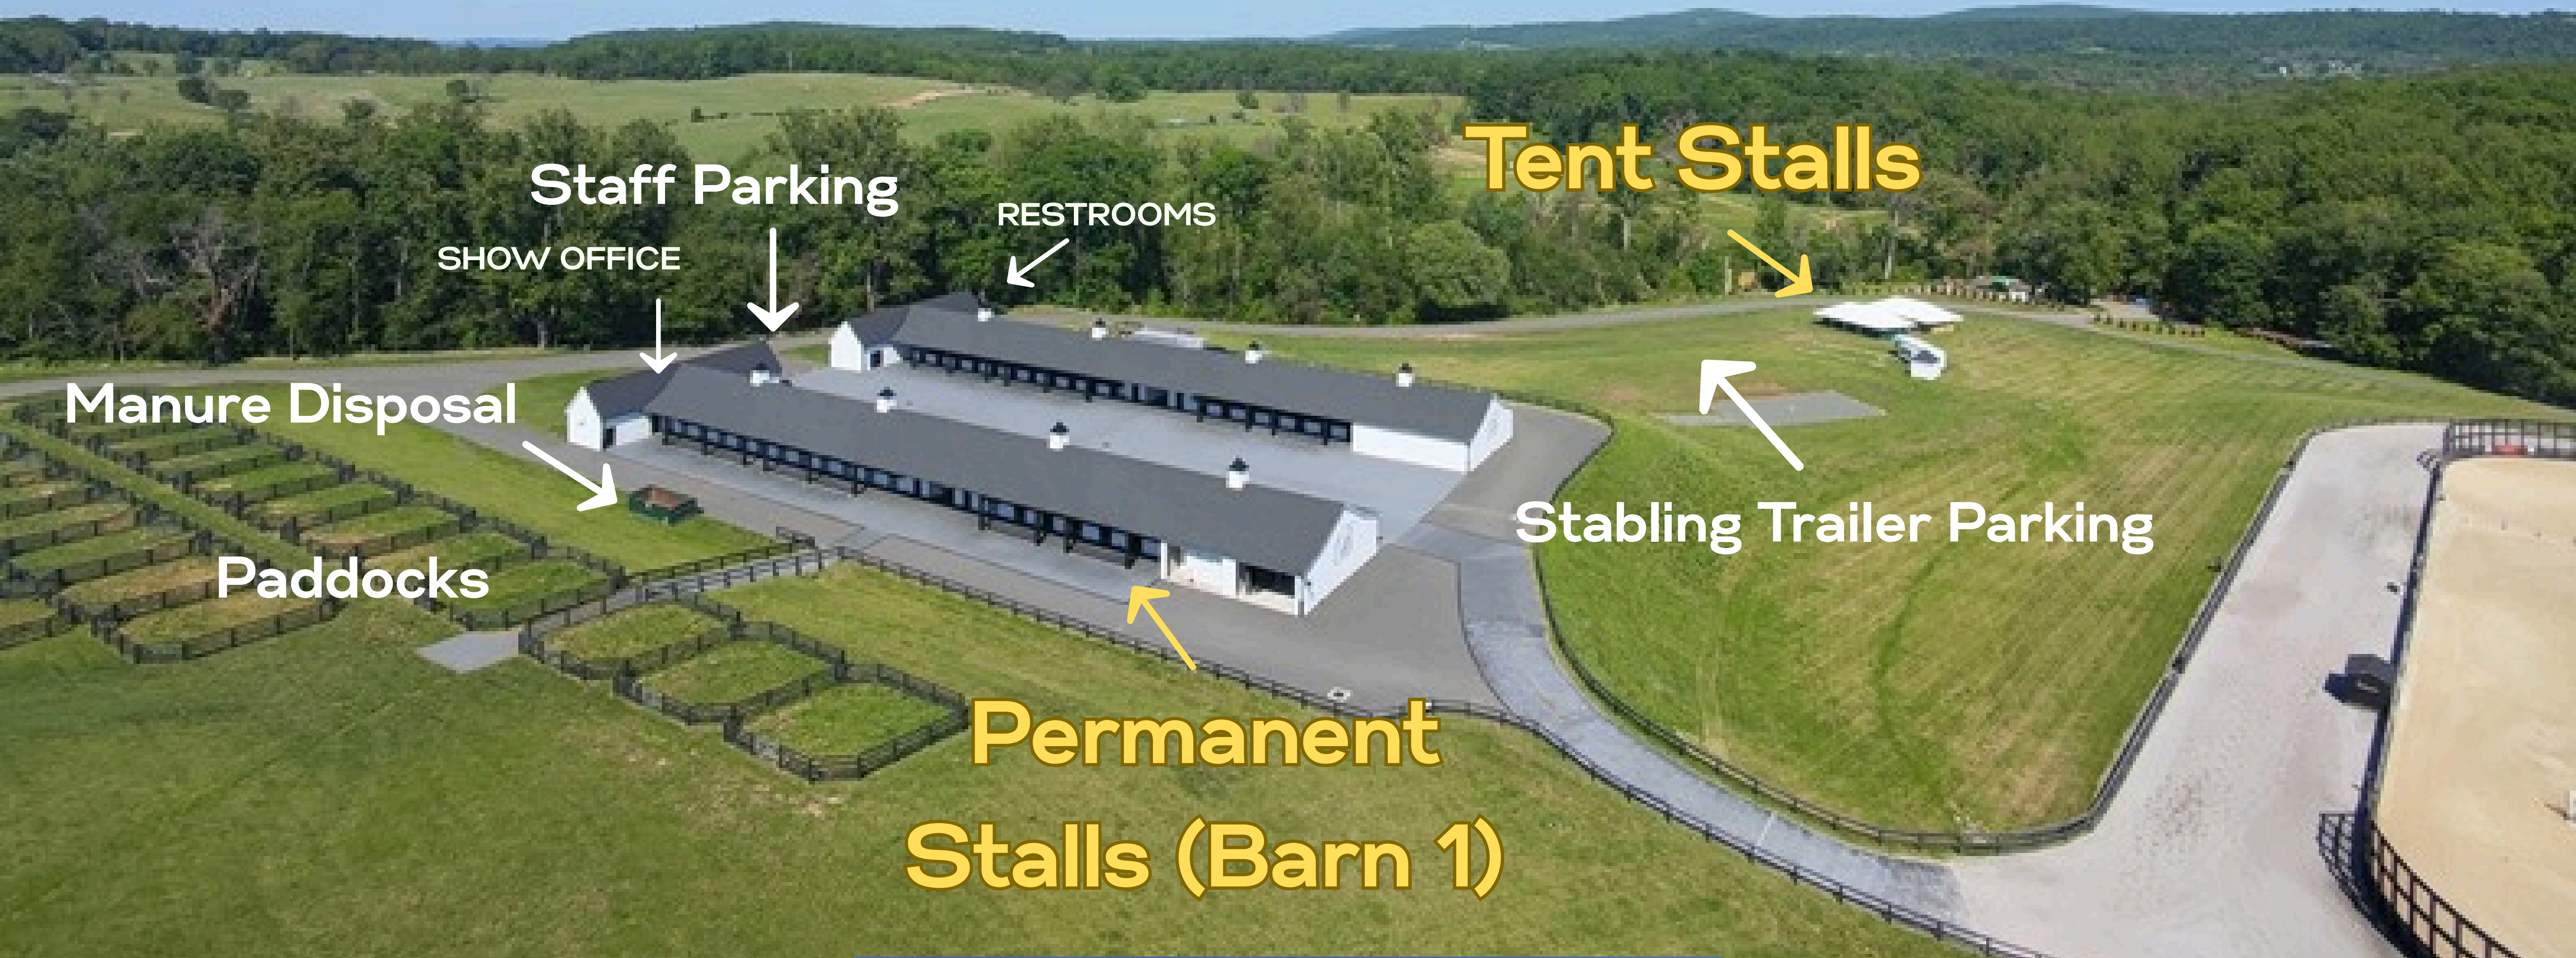 Tent Stalls
Staff Parking
RESTROOMS
SHOW OFFICE
Manure Disposal
Stabling Trailer Parking
Paddocks
Permanent
Stalls (Barn 1)